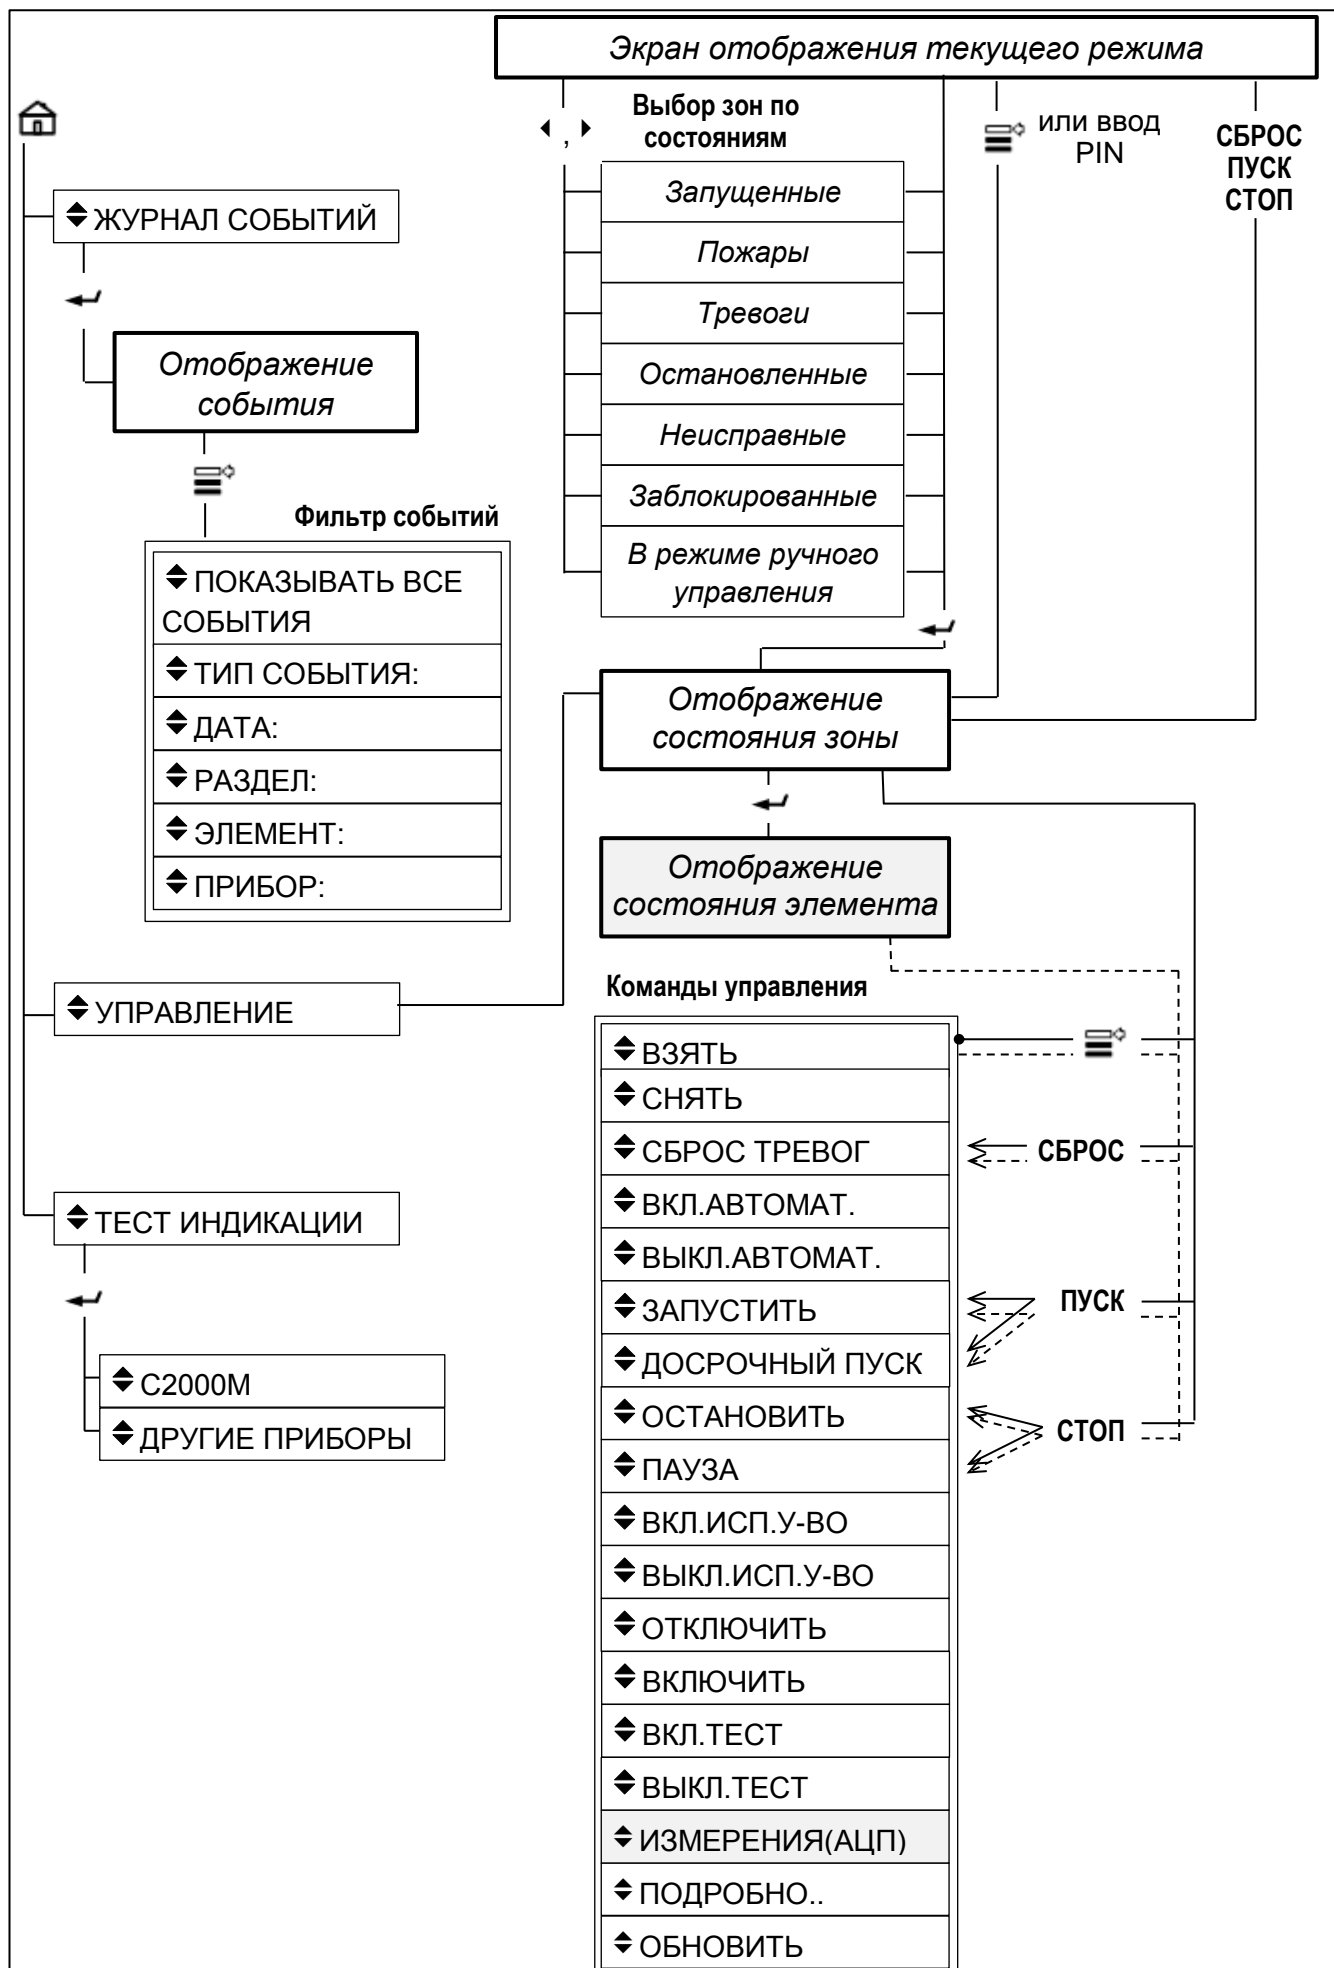 Экран отображения текущего режима
Выбор зон по
состояниям
или ввод
PIN
СБРОС
ПУСК
СТОП
,
Запущенные
Пожары
Тревоги
Остановленные
Неисправные
Заблокированные
В режиме ручного
управления
ЖУРНАЛ СОБЫТИЙ
Отображение
события
Фильтр событий
ПОКАЗЫВАТЬ ВСЕ
СОБЫТИЯ
ТИП СОБЫТИЯ:
ДАТА:
РАЗДЕЛ:
ЭЛЕМЕНТ:
ПРИБОР:
Отображение
состояния зоны
Отображение
состояния элемента
УПРАВЛЕНИЕ
ТЕСТ ИНДИКАЦИИ
С2000М
ДРУГИЕ ПРИБОРЫ
Команды управления
ВЗЯТЬ
СНЯТЬ
СБРОС ТРЕВОГ
СБРОС
ВКЛ.АВТОМАТ.
ВЫКЛ.АВТОМАТ.
ЗАПУСТИТЬ
ПУСК
ДОСРОЧНЫЙ ПУСК
ОСТАНОВИТЬ
СТОП
ПАУЗА
ВКЛ.ИСП.У-ВО
ВЫКЛ.ИСП.У-ВО
ОТКЛЮЧИТЬ
ВКЛЮЧИТЬ
ВКЛ.ТЕСТ
ВЫКЛ.ТЕСТ
ИЗМЕРЕНИЯ(АЦП)
ПОДРОБНО..
ОБНОВИТЬ